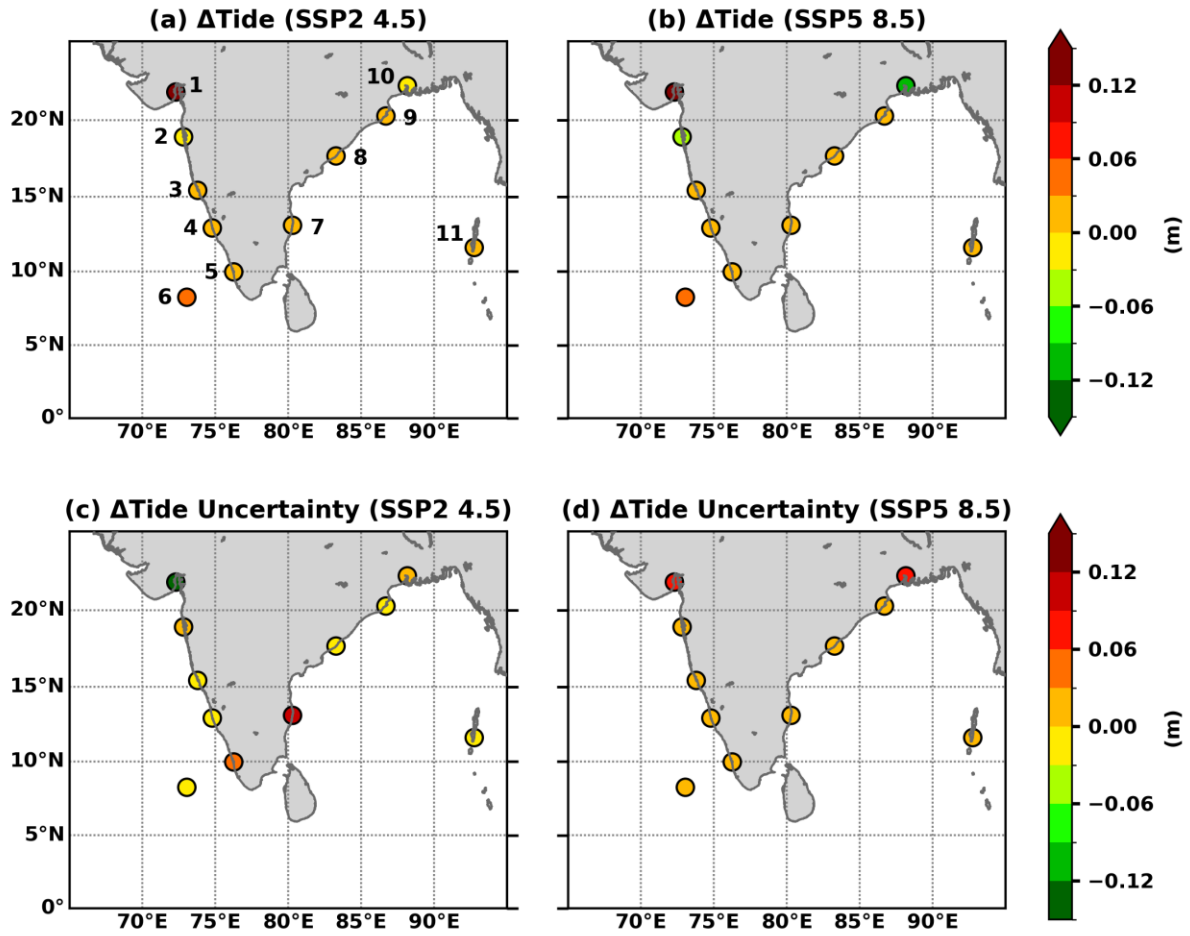 (a) ΔTide (SSP2 4.5)
(b) ΔTide (SSP5 8.5)
1
10
20°N
2
9
8
15°N
3
4
7
11
10°N
5
6
5°N
0°
70°E 75°E 80°E 85°E 90°E
70°E 75°E 80°E 85°E 90°E
0.12
0.06
0.00
−0.06
−0.12
(m)
(c) ΔTide Uncertainty (SSP2 4.5)
(d) ΔTide Uncertainty (SSP5 8.5)
20°N
15°N
10°N
5°N
0°
70°E 75°E 80°E 85°E 90°E
70°E 75°E 80°E 85°E 90°E
0.12
0.06
0.00
−0.06
−0.12
(m)